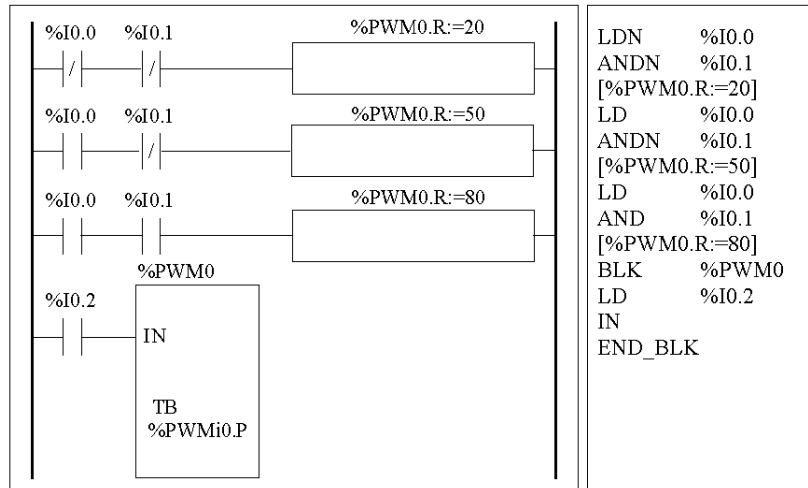 %I0.0 %I0.1 %PWM0.R:=20
/ /
%I0.0 %I0.1 %PWM0.R:=50
/
%I0.0 %I0.1 %PWM0.R:=80
%PWM0
%I0.2
IN
TB
%PWMi0.P
LDN %I0.0
ANDN %I0.1
[%PWM0.R:=20]
LD %I0.0
ANDN %I0.1
[%PWM0.R:=50]
LD %I0.0
AND %I0.1
[%PWM0.R:=80]
BLK %PWM0
LD %I0.2
IN
END_BLK